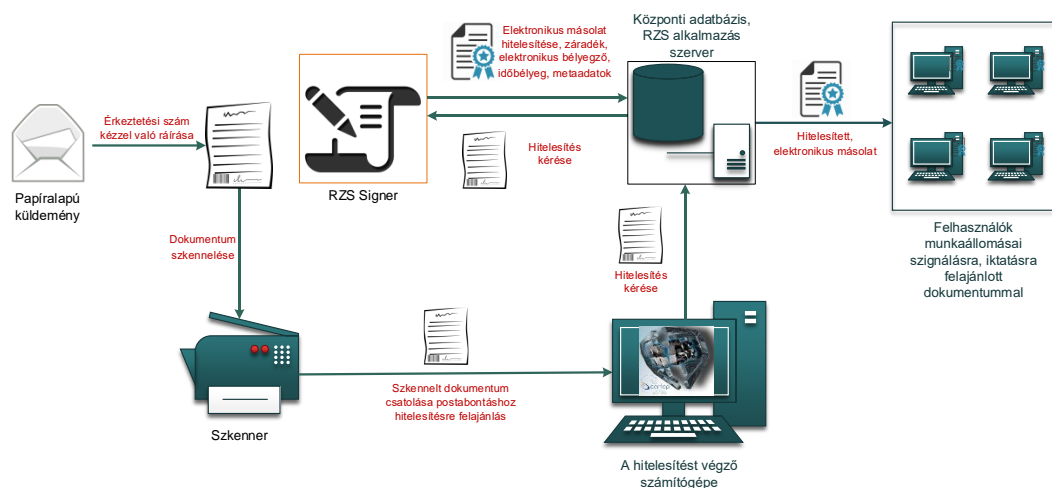 Elektronikus másolat
hitelesítése, záradék,
elektronikus bélyegző,
időbélyeg, metaadatok
Központi adatbázis,
RZS alkalmazás
szerver
Érkeztetési szám
kézzel való ráírása
Hitelesítés
kérése
Hitelesített,
elektronikus másolat
Papíralapú
küldemény
RZS Signer
Dokumentum
szkennelése
Hitelesítés
kérése
Felhasználók
munkaállomásai
szignálásra, iktatásra
felajánlott
dokumentummal
Szkennelt dokumentum
csatolása postabontáshoz
hitelesítésre felajánlás
Szkenner
A hitelesítést végző
számítógépe